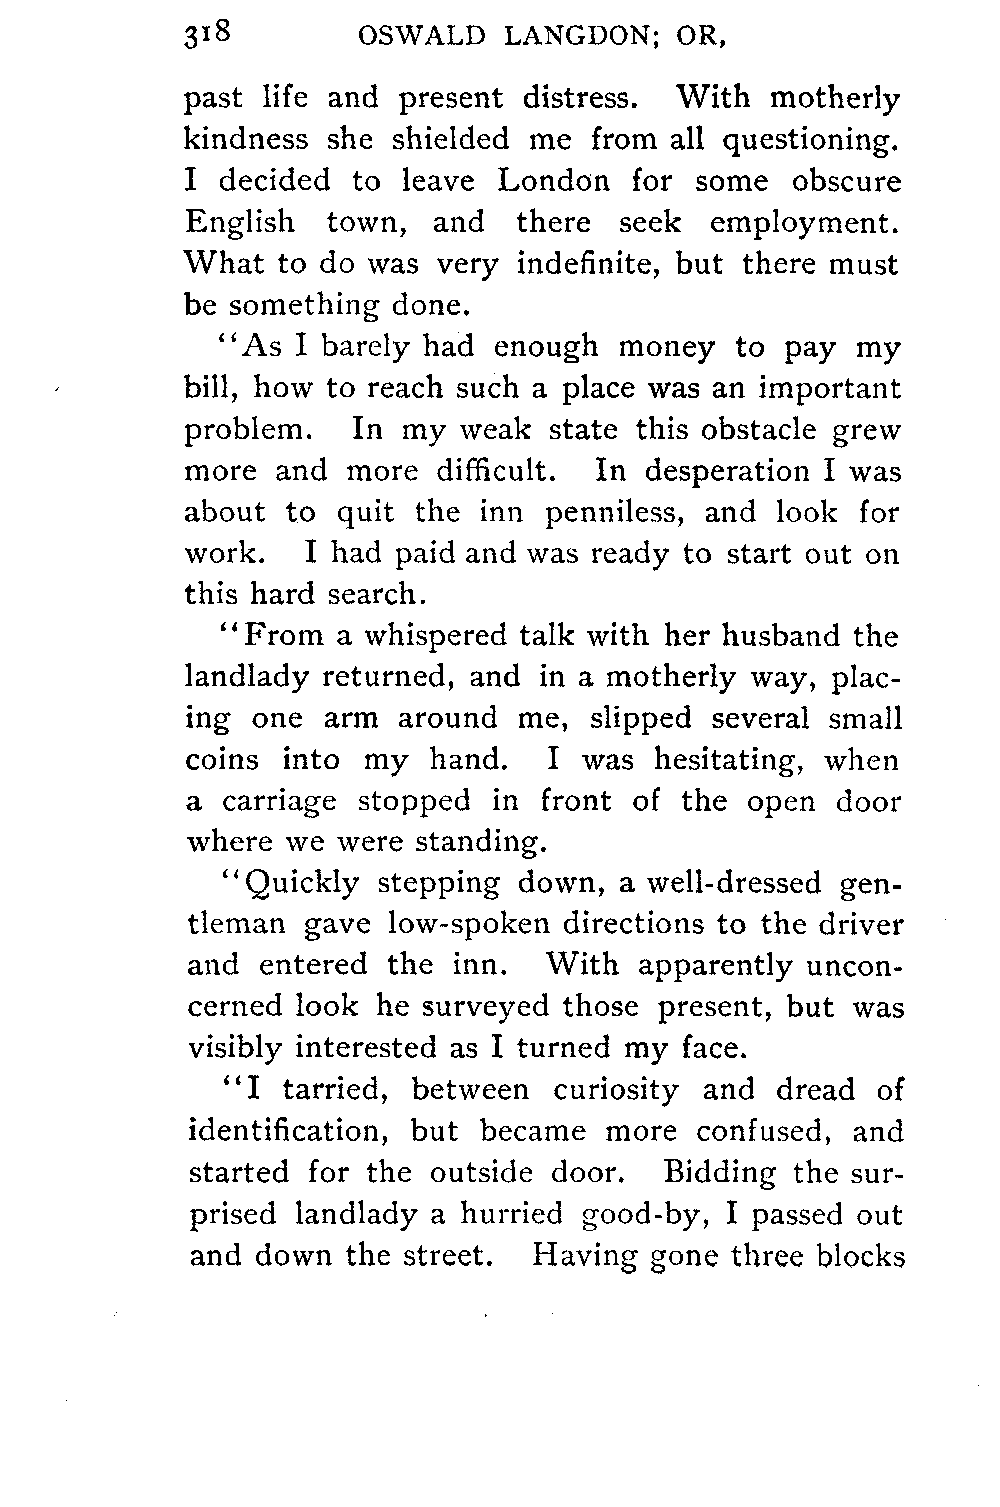 318 OSWALD LANGDON; OR,
past life and present distress. With motherly
kindness she shielded me from all questioning.
I decided to leave London for some obscure
English town, and there seek employment.
What to do was very indefinite, but there must
be something done.
"As I barely had enough money to pay my
bill, how to reach such a place was an important
problem. In my weak state this obstacle grew
more and more difficult. In desperation I was
about to quit the inn penniless, and look for
work. I had paid and was ready to start out on
this hard search.
"From a whispered talk with her husband the
landlady returned, and in a motherly way, plac-
ing one arm around me, slipped several small
coins into my hand. I was hesitating, when
a carriage stopped in front of the open door
where we were standing.
"Quickly stepping down, a well-dressed gen-
tleman gave low-spoken directions to the driver
and entered the inn. With apparently uncon-
cerned look he surveyed those present, but was
visibly interested as I turned my face.
"I tarried, between curiosity and dread of
identification, but became more confused, and
started for the outside door. Bidding the sur-
prised landlady a hurried good-by, I passed out
and down the street. Having gone three blocks